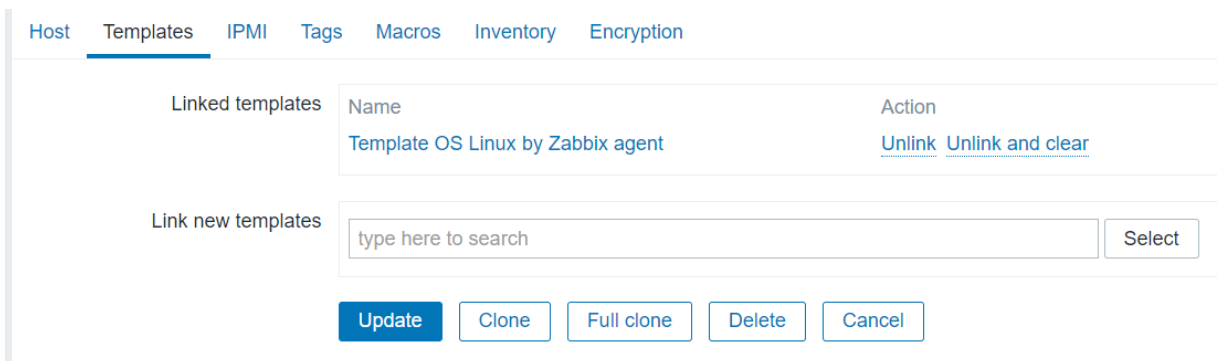 Host Templates IPMI Tags Macros Inventory Encryption
Linked templates Name Action
Template OS Linux by Zabbix agent Unlink Unlink and clear
Link new templates type here to search Select
Update Clone Full clone Delete Cancel